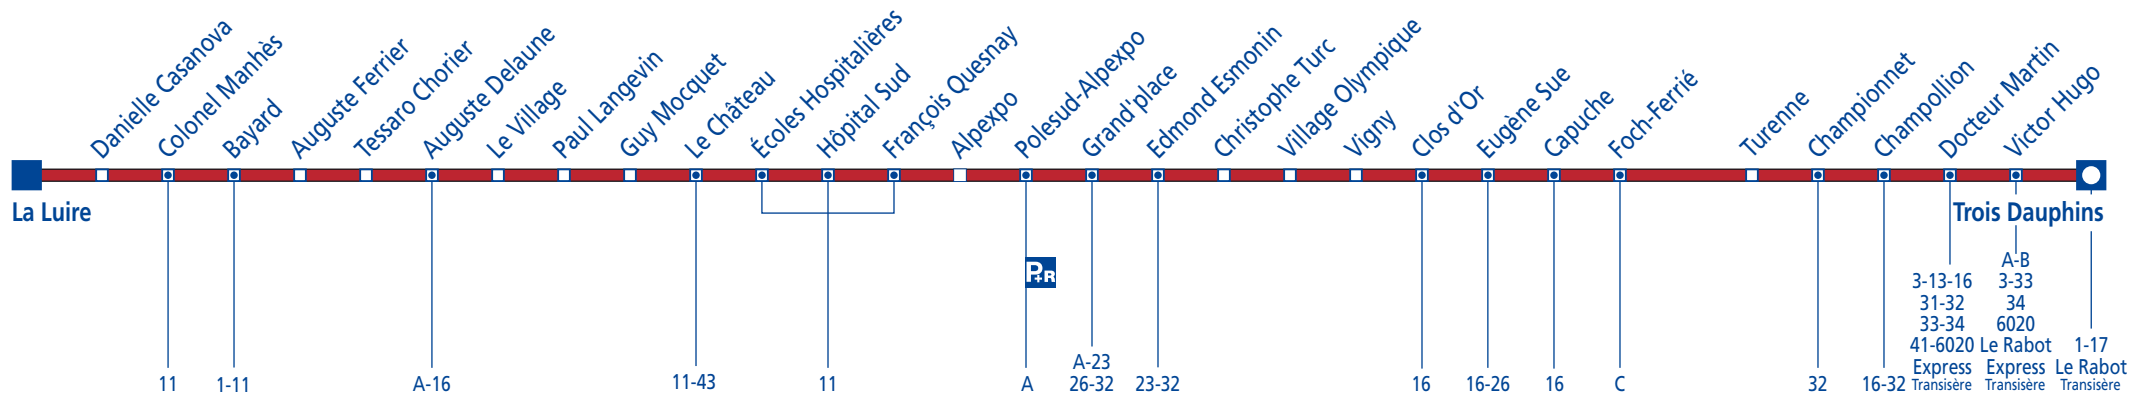 Danielle Casanova
Colonel Manhès
Bayard
Auguste Ferrier
Tessaro Chorier
Auguste Delaune
Le Village
Paul Langevin
Guy Mocquet
Le Château
Écoles Hospitalières
Hôpital Sud
François Quesnay
Alpexpo
Polesud-Alpexpo
Grand'place
Edmond Esmonin
Christophe Turc
Village Olympique
Vigny
Clos d'Or
Eugène Sue
Capuche
Foch-Ferrié
Turenne
Championnet
Champollion
Docteur Martin
Victor Hugo
La Luire
Trois Dauphins
P+R
11
1-11
A-16
11-43
11
A
A-23
26-32
23-32
16
16-26
16
C
32
16-32
3-13-16
31-32
33-34
41-6020
Express
Transisère
A-B
3-33
34
6020
Le Rabot
Express
Transisère
1-17
Le Rabot
Transisère